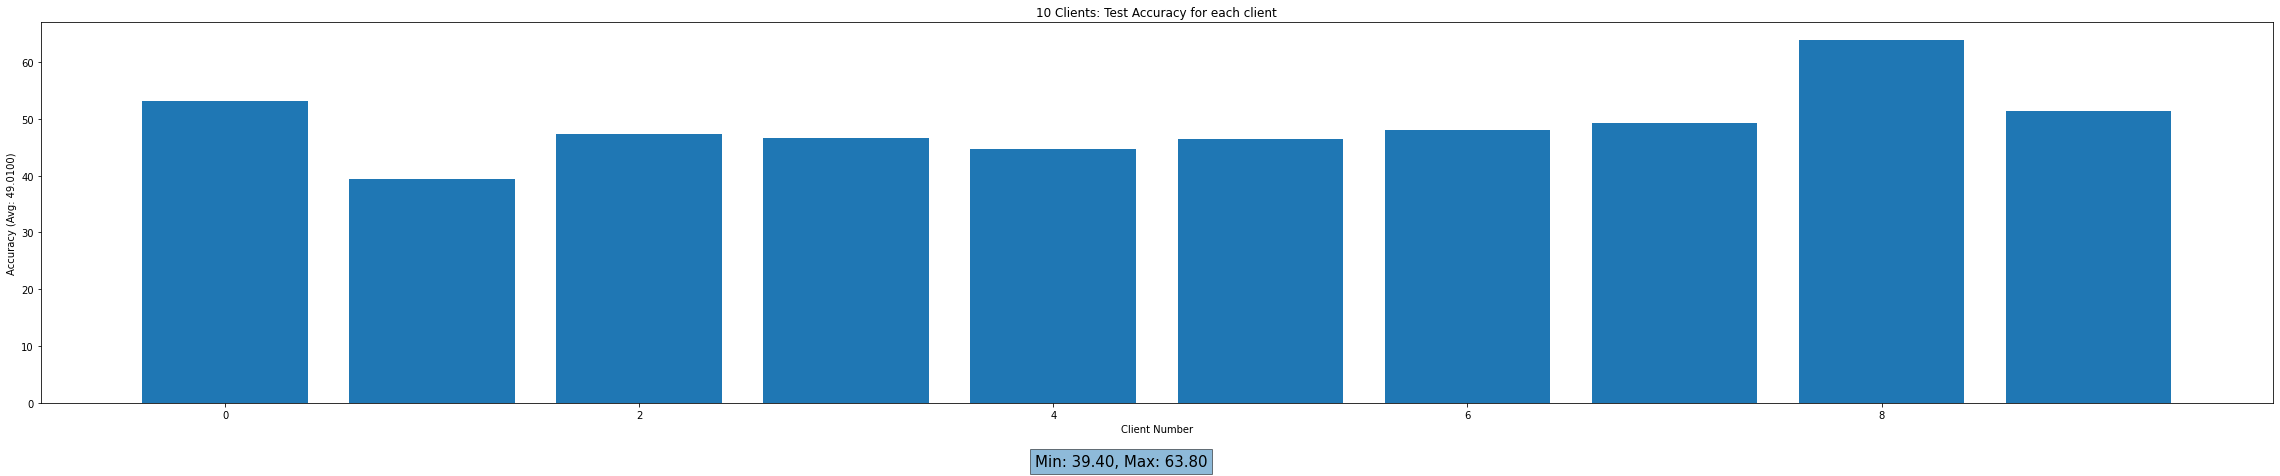 10 Clients: Test Accuracy for each client
Accuracy (Avg: 49.0100)
60
50
40
30
20
10
0
0 2 4 6 8
Client Number
Min: 39.40, Max: 63.80